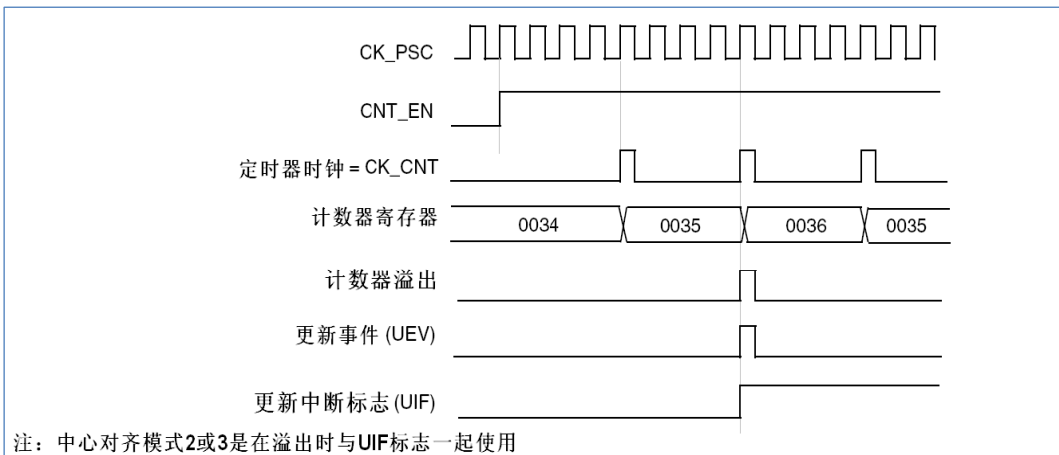 CK_PSC
CNT_EN
定时器时钟 = CK_CNT
计数器寄存器
0034
0035
0036
0035
计数器溢出
更新事件 (UEV)
更新中断标志 (UIF)
注：中心对齐模式2或3是在溢出时与UIF标志一起使用